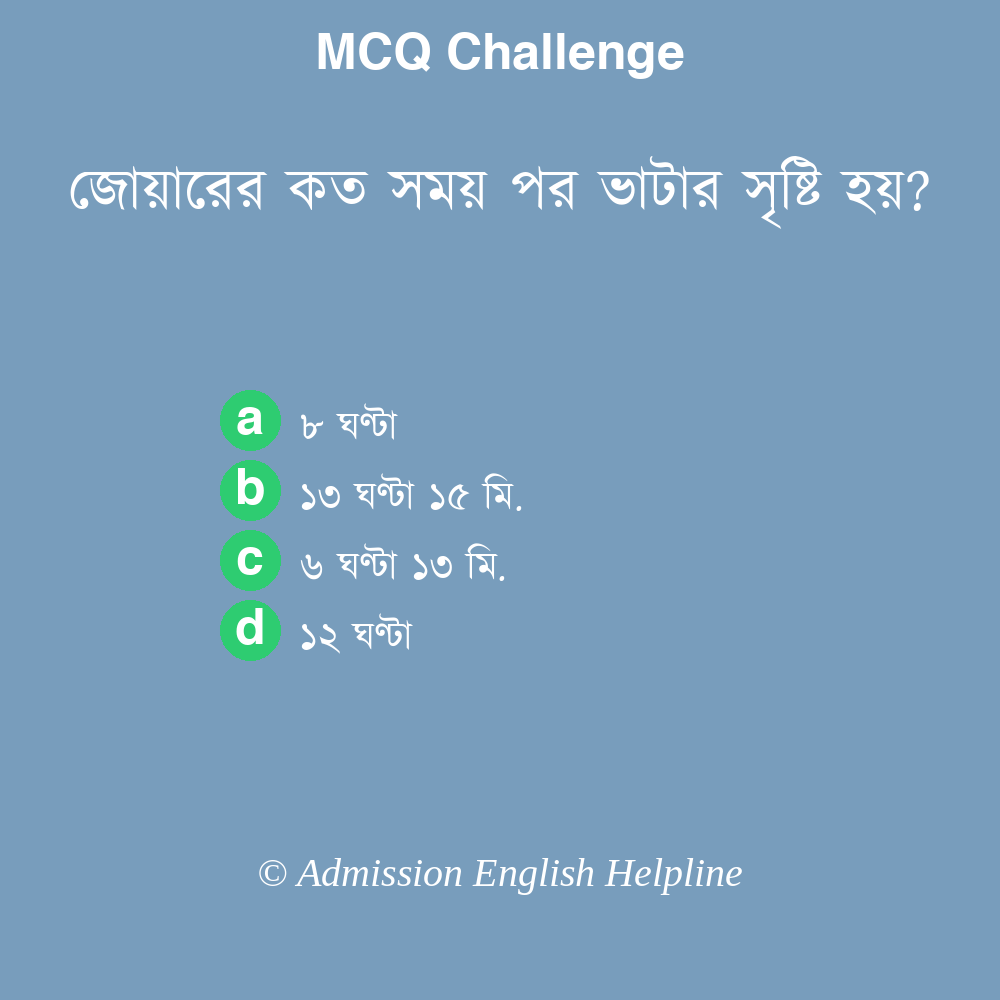 MCQ Challenge
জোয়ারের কত সময় পর ভাটার সৃষ্টি হয়?
a ৮ ঘণ্টা
b ১৩ ঘণ্টা ১৫ মি.
c ৬ ঘণ্টা ১৩ মি.
d ১২ ঘণ্টা
© Admission English Helpline